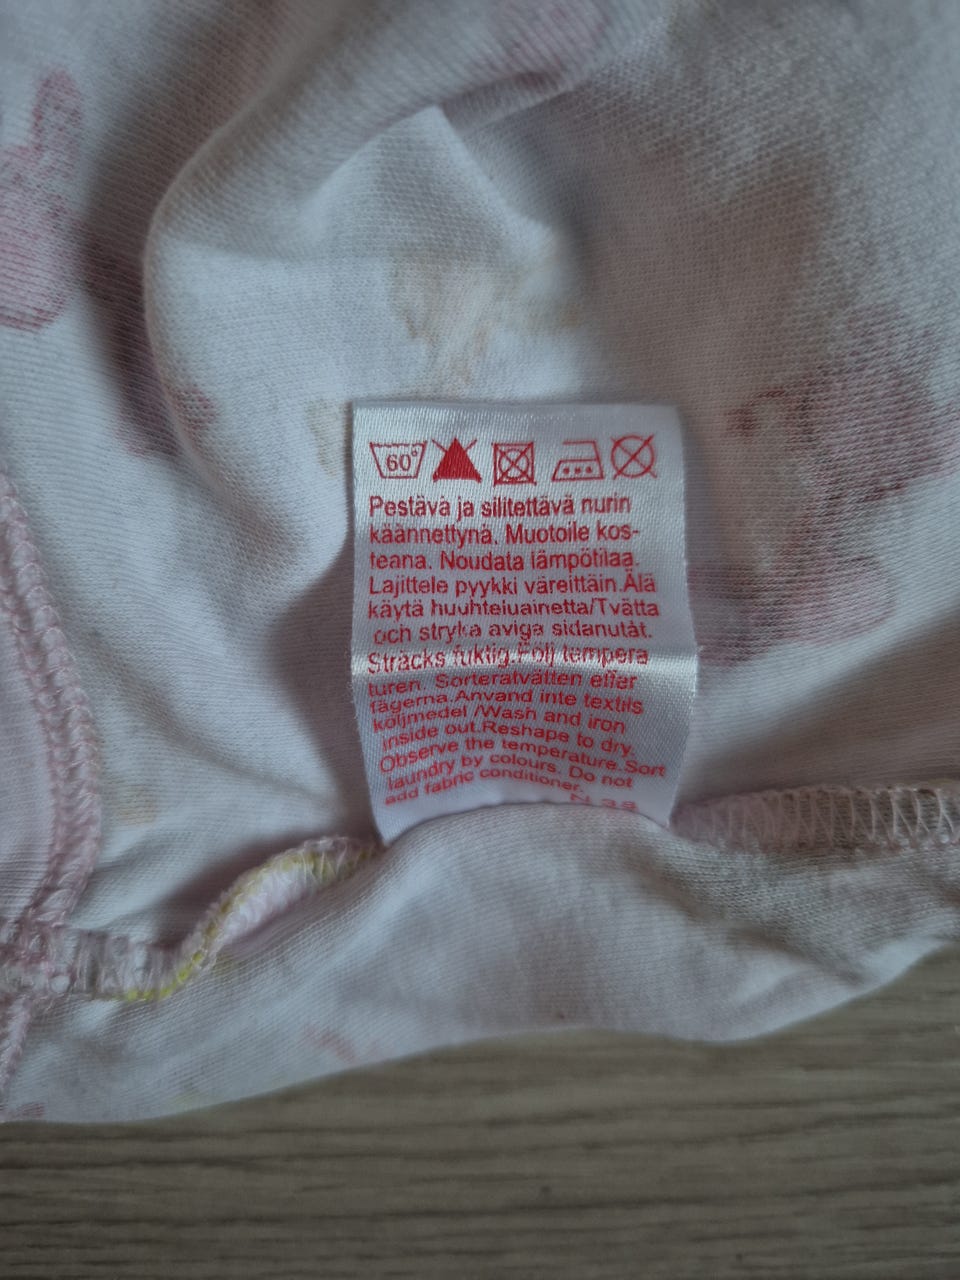 60°
Pestävä ja silitettävä nurin
käännettynä. Muotoile kos-
teana. Noudata lämpötilaa.
Lajittele pyykki väreittäin.Älä
käytä huuhteluainetta/Tvätta
och stryka aviga sidanutåt.
Sträcks fuktig.Följ tempera
turen. Sorteratvätten efter
fägerna.Anvand inte textils
köljmedel /Wash and iron
inside out.Reshape to dry.
Observe the temperature.Sort
laundry by colours. Do not
add fabric conditioner.